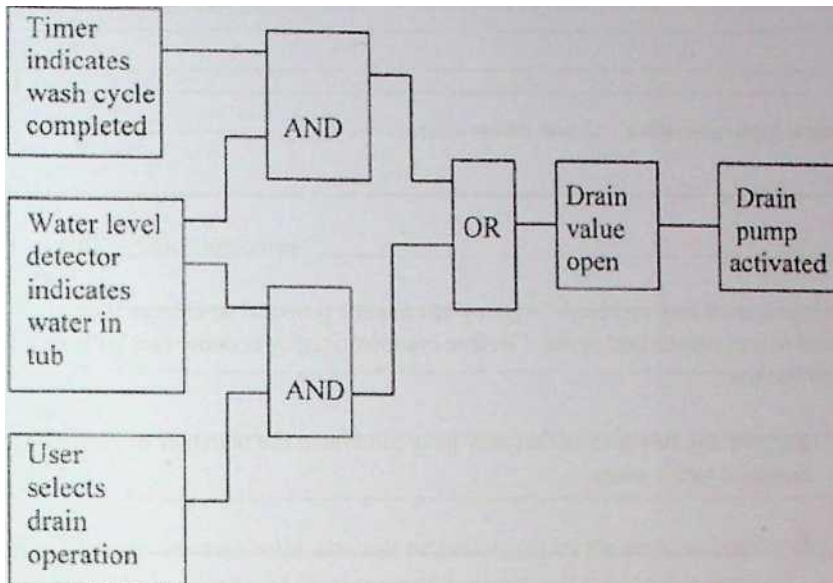 Timer
indicates
wash cycle
completed
AND
Water level
detector
indicates
water in
tub
AND
User
selects
drain
operation
OR
Drain
value
open
Drain
pump
activated